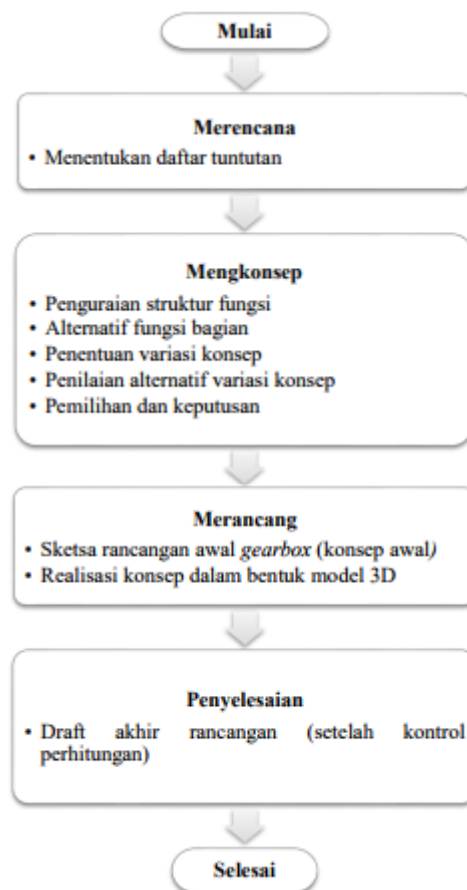 Mulai
Merencana
• Menentukan daftar tuntutan
Mengkonsep
• Penguraian struktur fungsi
• Alternatif fungsi bagian
• Penentuan variasi konsep
• Penilaian alternatif variasi konsep
• Pemilihan dan keputusan
Merancang
• Sketsa rancangan awal gearbox (konsep awal)
• Realisasi konsep dalam bentuk model 3D
Penyelesaian
• Draft akhir rancangan (setelah kontrol
perhitungan)
Selesai